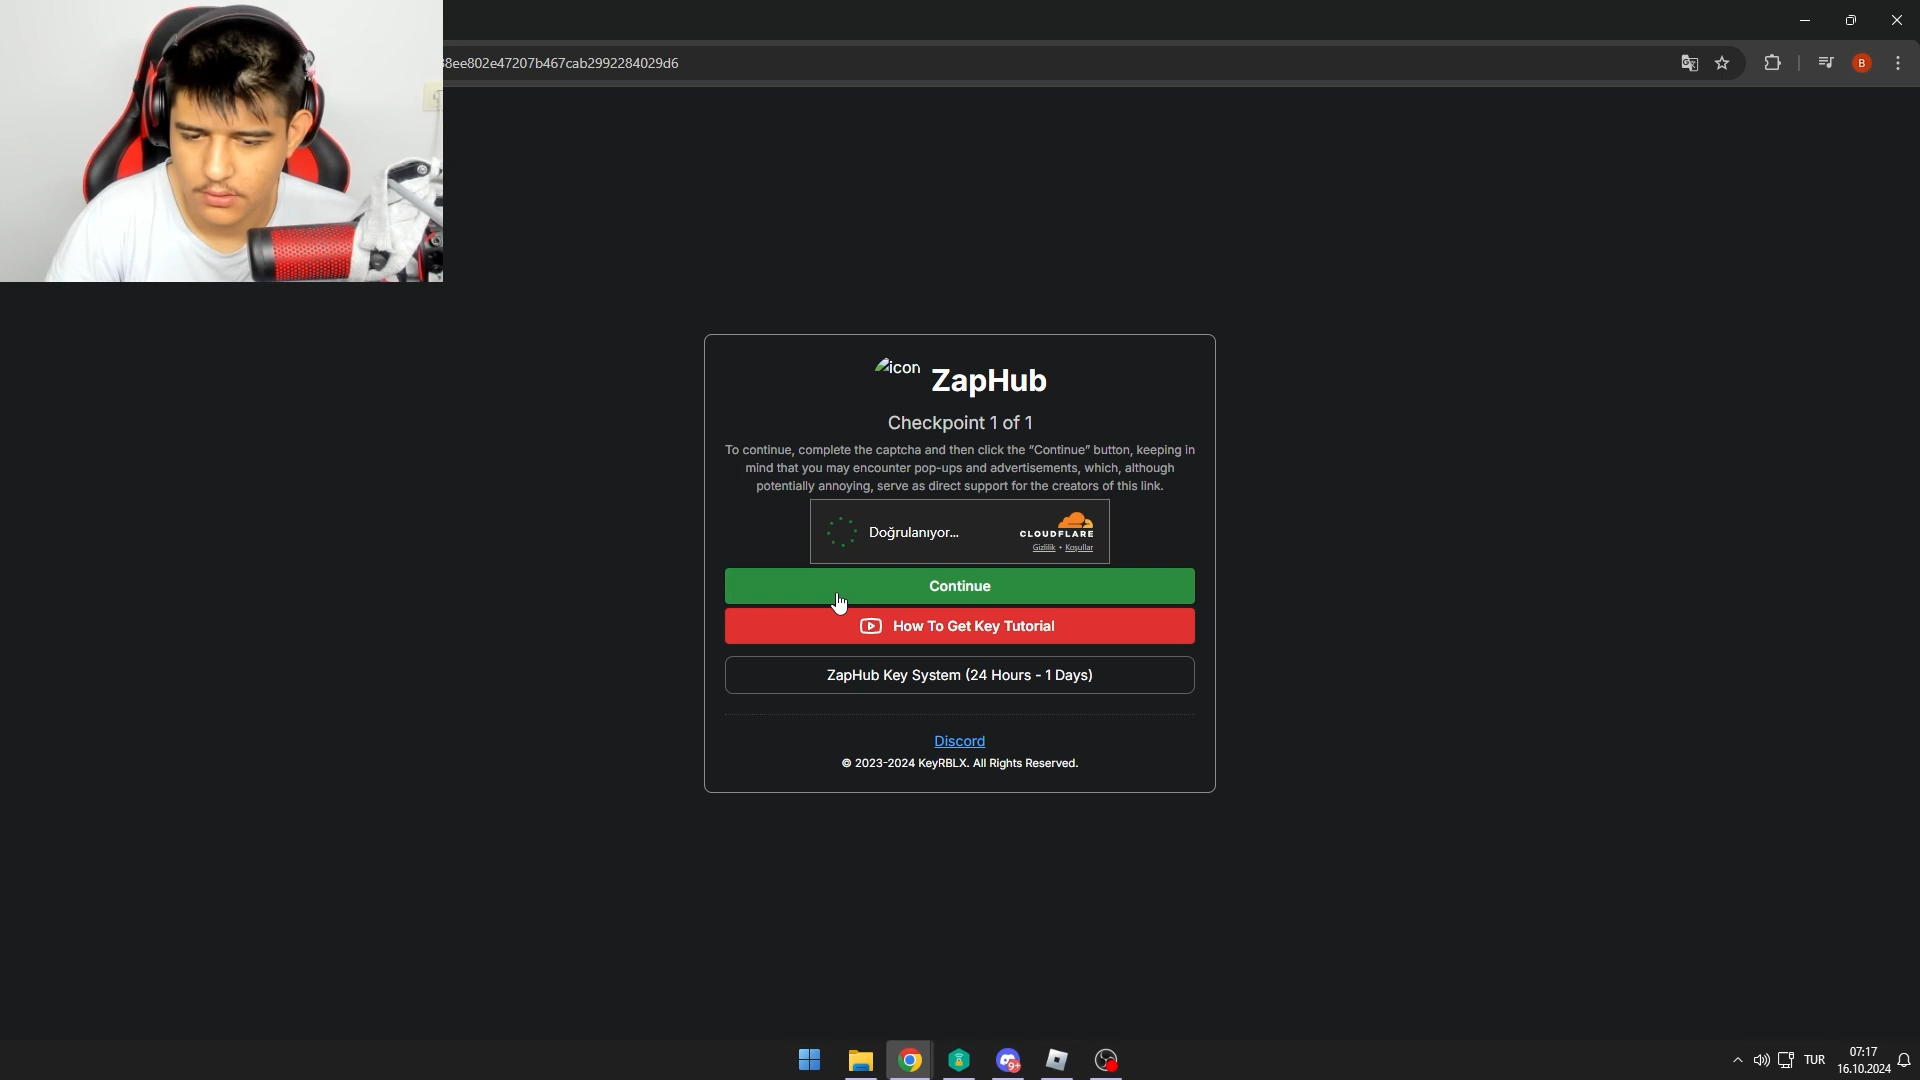 38ee802e47207b467cab2992284029d6
B
icon ZapHub
Checkpoint 1 of 1
To continue, complete the captcha and then click the “Continue” button, keeping in
mind that you may encounter pop-ups and advertisements, which, although
potentially annoying, serve as direct support for the creators of this link.
Doğrulanıyor...
CLOUDFLARE
Gizlilik • Koşullar
Continue
How To Get Key Tutorial
ZapHub Key System (24 Hours - 1 Days)
Discord
© 2023-2024 KeyRBLX. All Rights Reserved.
9+
TUR
07:17
16.10.2024